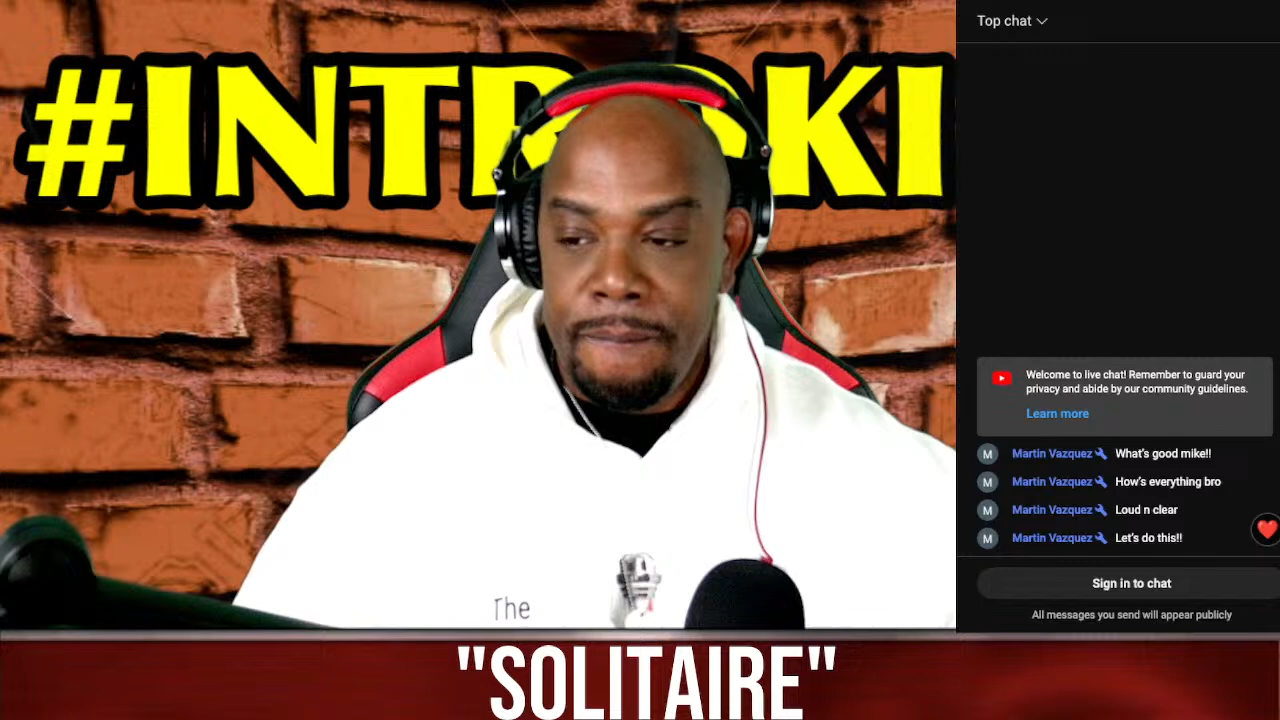 #INTR KI
Top chat
Welcome to live chat! Remember to guard your
privacy and abide by our community guidelines.
Learn more
M Martin Vazquez What's good mike!!
M Martin Vazquez How's everything bro
M Martin Vazquez Loud n clear
M Martin Vazquez Let's do this!!
Sign in to chat
All messages you send will appear publicly
The
"SOLITAIRE"